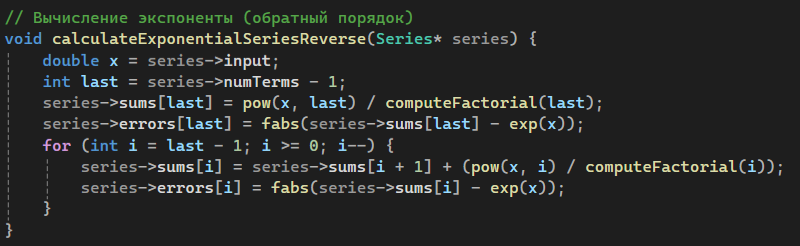 // Вычисление экспоненты (обратный порядок)
void calculateExponentialSeriesReverse(Series* series) {
    double x = series->input;
    int last = series->numTerms - 1;
    series->sums[last] = pow(x, last) / computeFactorial(last);
    series->errors[last] = fabs(series->sums[last] - exp(x));
    for (int i = last - 1; i >= 0; i--) {
        series->sums[i] = series->sums[i + 1] + (pow(x, i) / computeFactorial(i));
        series->errors[i] = fabs(series->sums[i] - exp(x));
    }
}